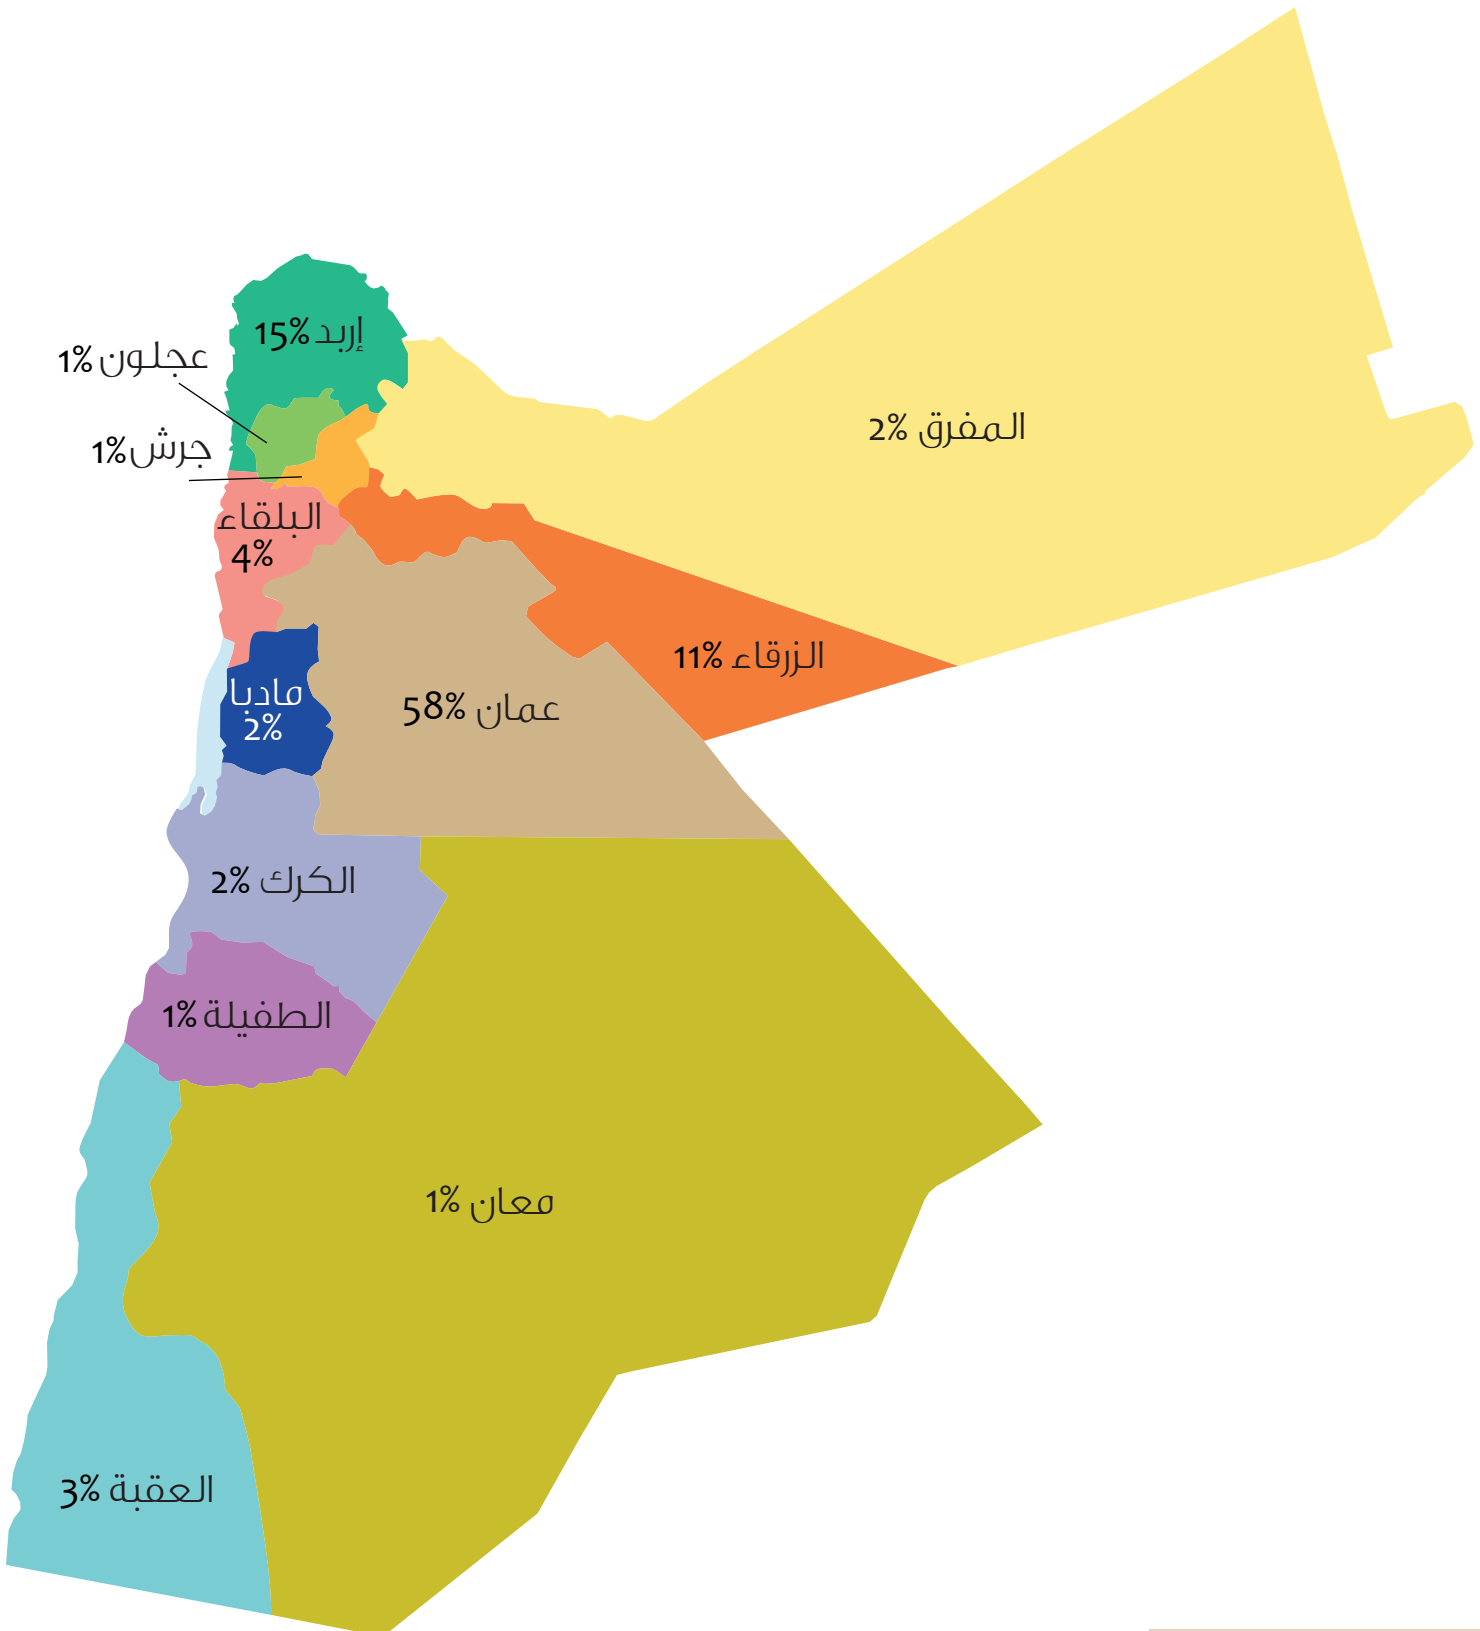 إربد 15%
عجلون 1%
المفرق 2%
جرش 1%
البلقاء
4%
الزرقاء 11%
مادبا
2%
عمان 58%
الكرك 2%
الطفيلة 1%
معان 1%
العقبة 3%